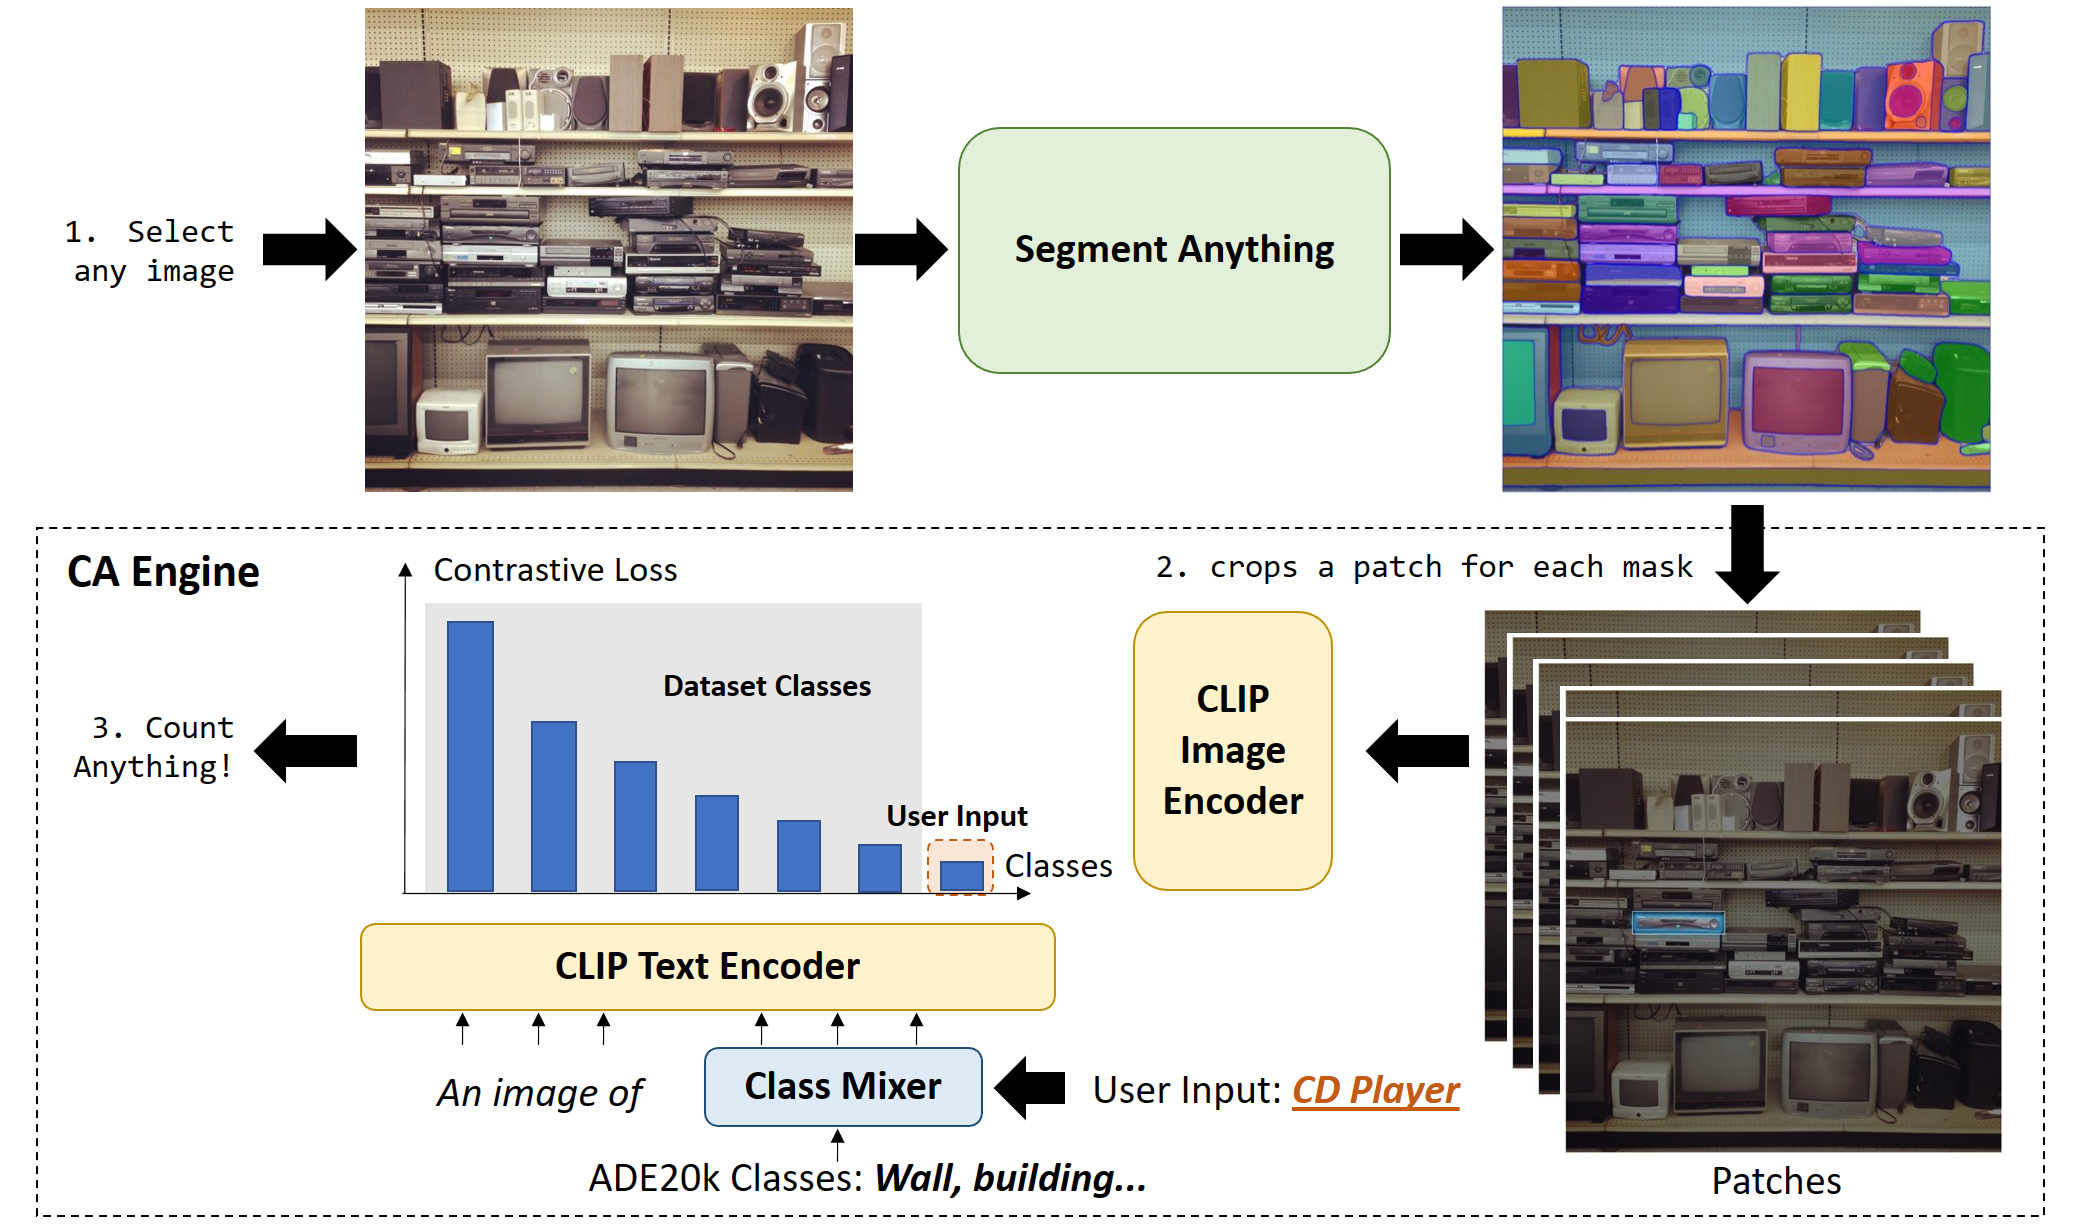 1. Select
any image
Segment Anything
CA Engine
Contrastive Loss
2. crops a patch for each mask
Dataset Classes
CLIP
Image
Encoder
3. Count
Anything!
User Input
Classes
CLIP Text Encoder
An image of
Class Mixer
User Input: CD Player
ADE20k Classes: Wall, building...
Patches